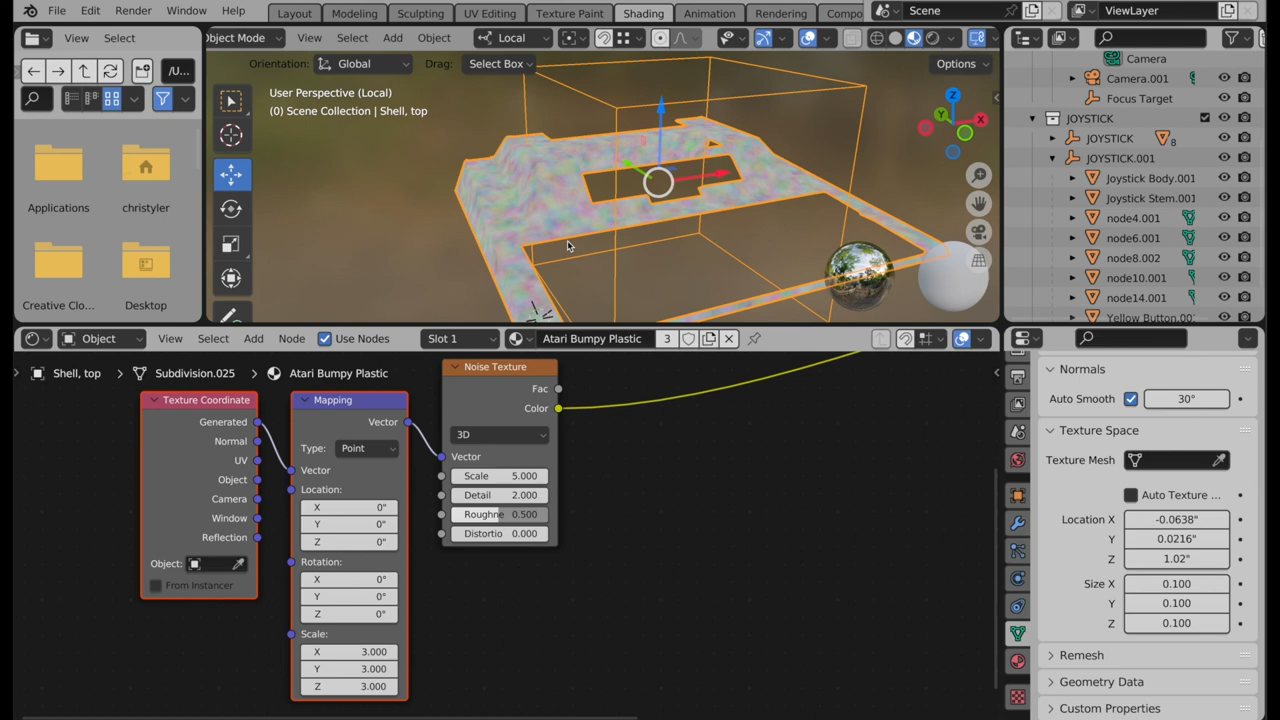 File Edit Render Window Help
Layout Modeling Sculpting UV Editing Texture Paint Shading Animation Rendering Compo
Scene
ViewLayer
View Select
/U...
Applications
christyler
Creative Clo...
Desktop
Object Mode View Select Add Object Local
Orientation: Global Drag: Select Box
Options
User Perspective (Local)
(0) Scene Collection | Shell, top
Z
Y
X
Camera
Camera.001
Focus Target
JOYSTICK
JOYSTICK 8
JOYSTICK.001
Joystick Body.001
Joystick Stem.001
node4.001
node6.001
node8.002
node10.001
node14.001
Yellow Button.00
Object View Select Add Node Use Nodes Slot 1 Atari Bumpy Plastic 3
Shell, top Subdivision.025 Atari Bumpy Plastic
Texture Coordinate
Generated
Normal
UV
Object
Camera
Window
Reflection
Object:
From Instancer
Mapping
Vector
Type: Point
Vector
Location:
X 0"
Y 0"
Z 0"
Rotation:
X 0°
Y 0°
Z 0°
Scale:
X 3.000
Y 3.000
Z 3.000
Noise Texture
Fac
Color
3D
Vector
Scale 5.000
Detail 2.000
Roughne 0.500
Distortio 0.000
Normals
Auto Smooth 30°
Texture Space
Texture Mesh
Auto Texture ...
Location X -0.0638"
Y 0.0216"
Z 1.02"
Size X 0.100
Y 0.100
Z 0.100
Remesh
Geometry Data
Custom Properties